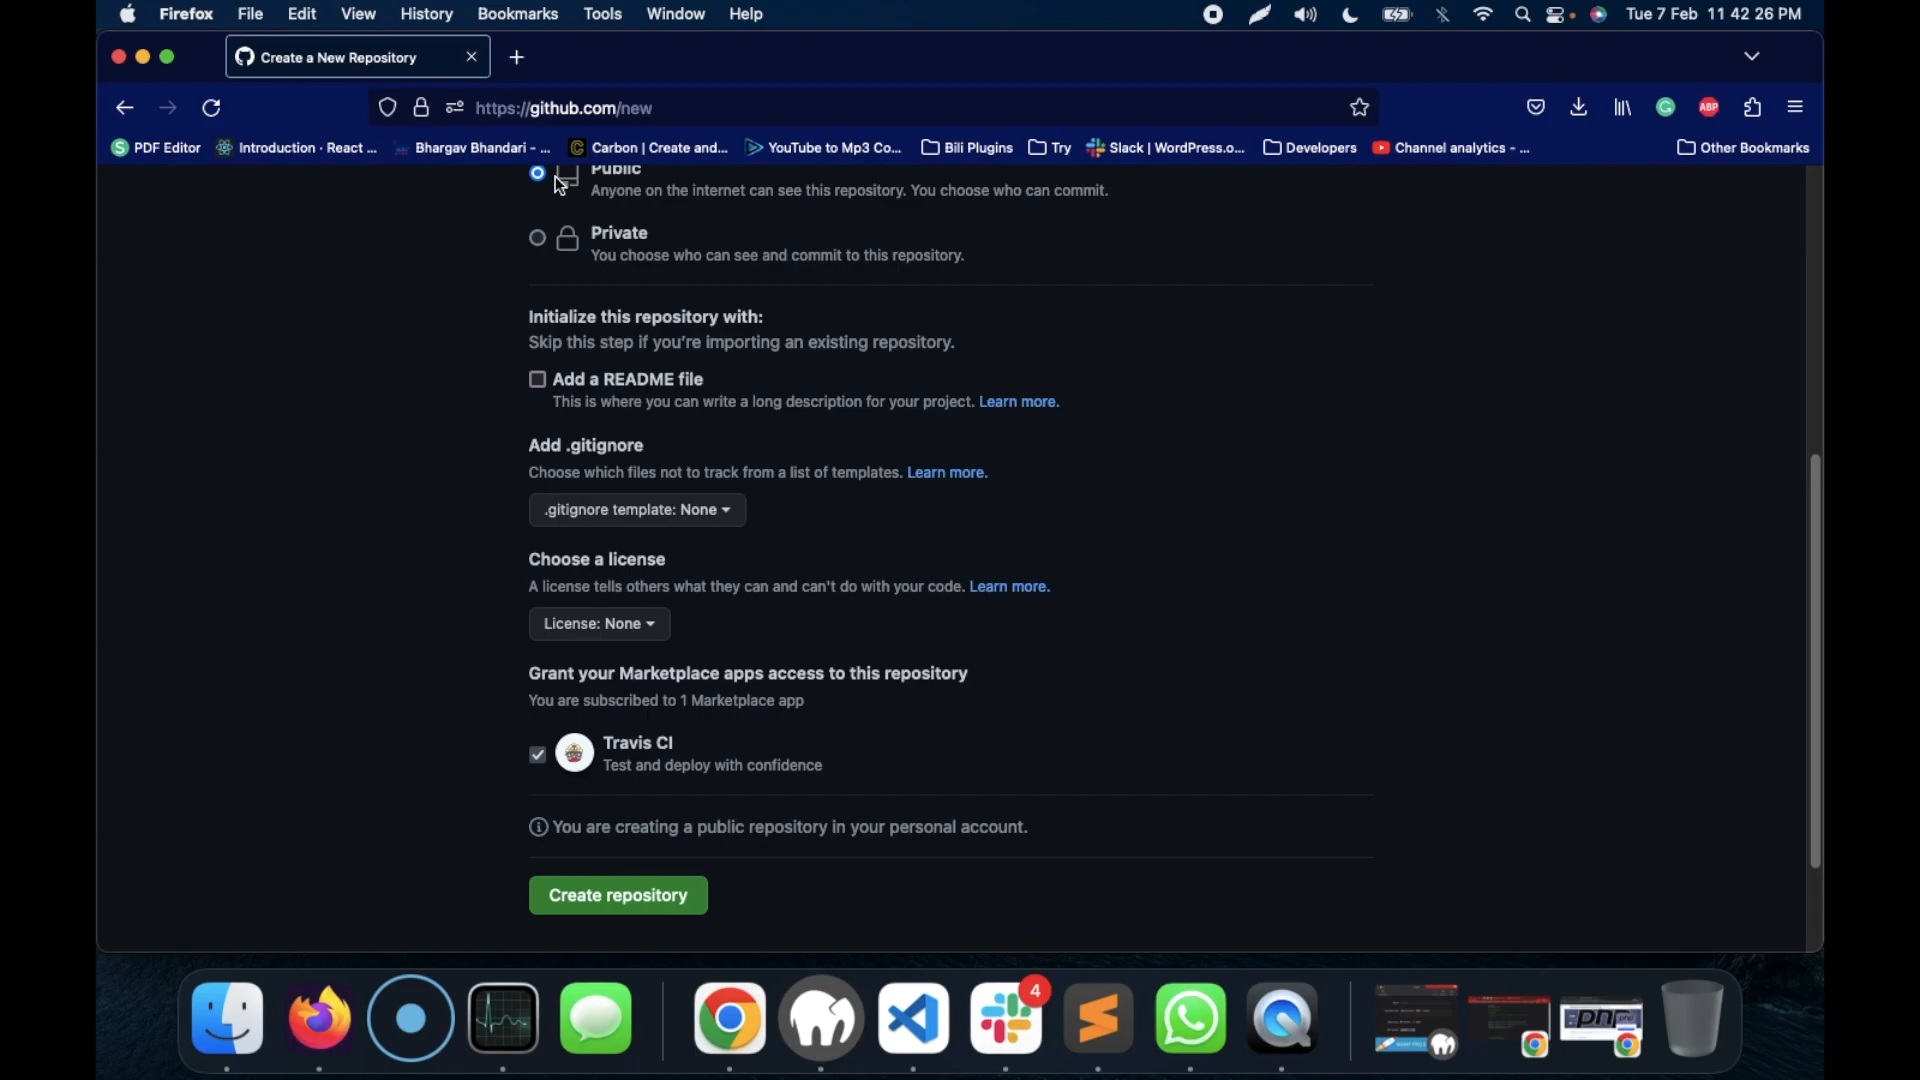 Firefox File Edit View History Bookmarks Tools Window Help Tue 7 Feb 11 42 26 PM
Create a New Repository
https://github.com/new
ABP
PDF Editor Introduction · React ... Bhargav Bhandari - ... Carbon | Create and... YouTube to Mp3 Co... Bili Plugins Try Slack | WordPress.o... Developers Channel analytics - ... Other Bookmarks
Public
Anyone on the internet can see this repository. You choose who can commit.
Private
You choose who can see and commit to this repository.
Initialize this repository with:
Skip this step if you're importing an existing repository.
Add a README file
This is where you can write a long description for your project. Learn more.
Add .gitignore
Choose which files not to track from a list of templates. Learn more.
.gitignore template: None
Choose a license
A license tells others what they can and can't do with your code. Learn more.
License: None
Grant your Marketplace apps access to this repository
You are subscribed to 1 Marketplace app
Travis CI
Test and deploy with confidence
You are creating a public repository in your personal account.
Create repository
4